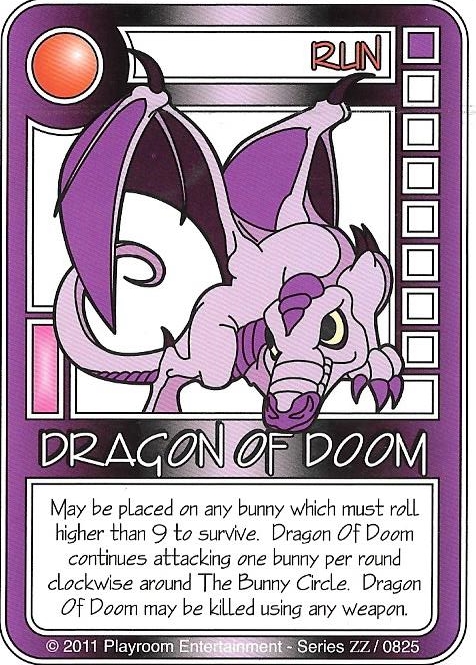 RUN
DRAGON OF DOOM
May be placed on any bunny which must roll
higher than 9 to survive. Dragon Of Doom
continues attacking one bunny per round
clockwise around The Bunny Circle. Dragon
Of Doom may be killed using any weapon.
© 2011 Playroom Entertainment - Series ZZ / 0825